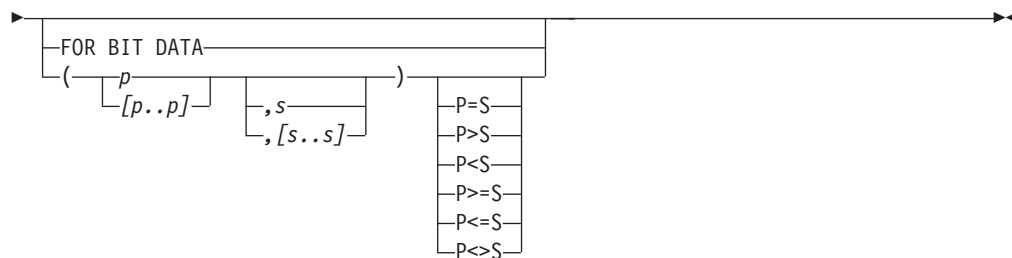 FOR BIT DATA
( p )
[p..p]
,s
,[s..s]
P=S
P>S
P<S
P>=S
P<=S
P<>S